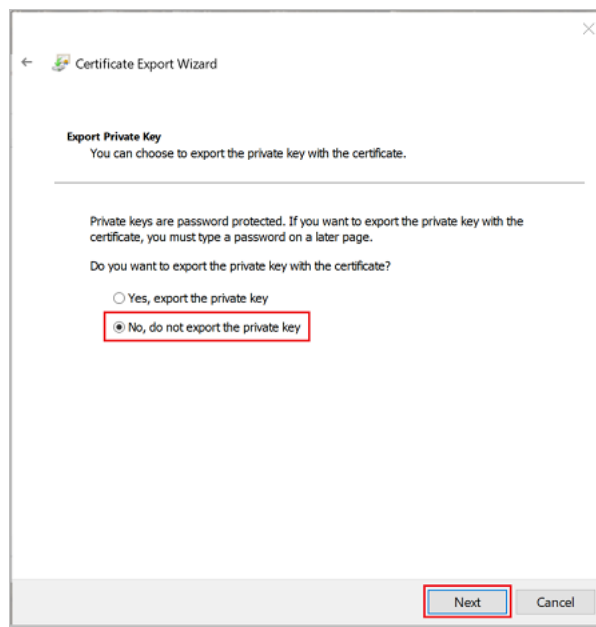 Certificate Export Wizard
Export Private Key
You can choose to export the private key with the certificate.
Private keys are password protected. If you want to export the private key with the
certificate, you must type a password on a later page.
Do you want to export the private key with the certificate?
Yes, export the private key
No, do not export the private key
Next Cancel